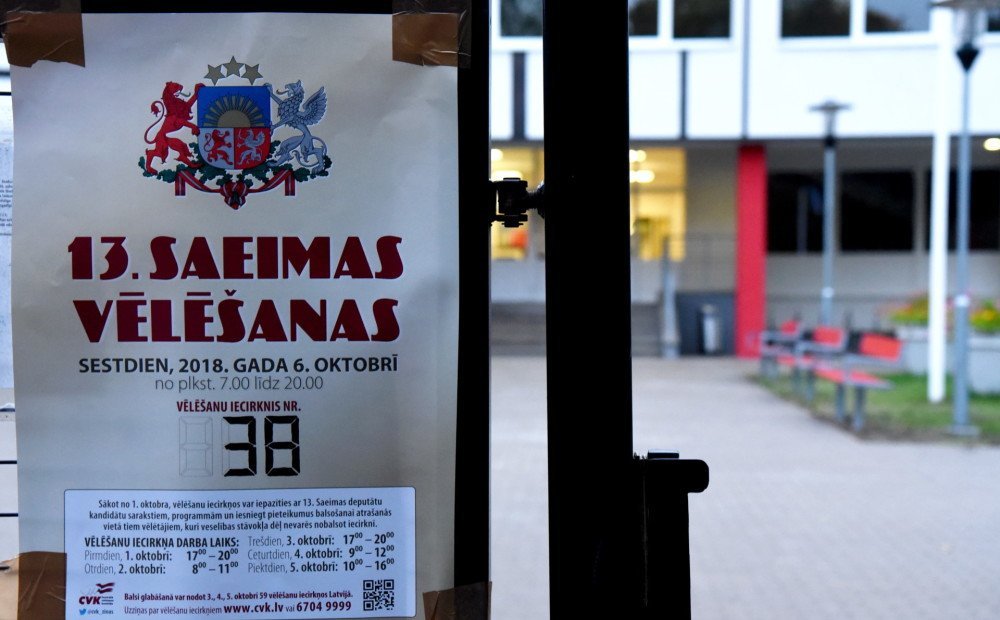 13. SAEIMAS
VĒLĒŠANAS
SESTDIEN, 2018. GADA 6. OKTOBRĪ
no plkst. 7.00 līdz 20.00
VĒLĒŠANU IECIRKNIS NR.
38
Sākot no 1. oktobra, vēlēšanu iecirkņos var iepazīties ar 13. Saeimas deputātu
kandidātu sarakstiem, programmām un iesniegt pieteikumus balsošanai atrašanās
vietā tiem vēlētājiem, kuri veselības stāvokļa dēļ nevarēs nobalsot iecirknī.
VĒLĒŠANU IECIRKŅA DARBA LAIKS:
Pirmdien, 1. oktobrī: 17⁰⁰ – 20⁰⁰
Otrdien, 2. oktobrī: 8⁰⁰ – 11⁰⁰
Trešdien, 3. oktobrī: 17⁰⁰ – 20⁰⁰
Ceturtdien, 4. oktobrī: 9⁰⁰ – 12⁰⁰
Piektdien, 5. oktobrī: 10⁰⁰ – 16⁰⁰
CVK
@cvk_zinas
Balsi glabāšanā var nodot 3., 4., 5. oktobrī 59 vēlēšanu iecirkņos Latvijā.
Uzziņas par vēlēšanu iecirkņiem www.cvk.lv vai 6704 9999